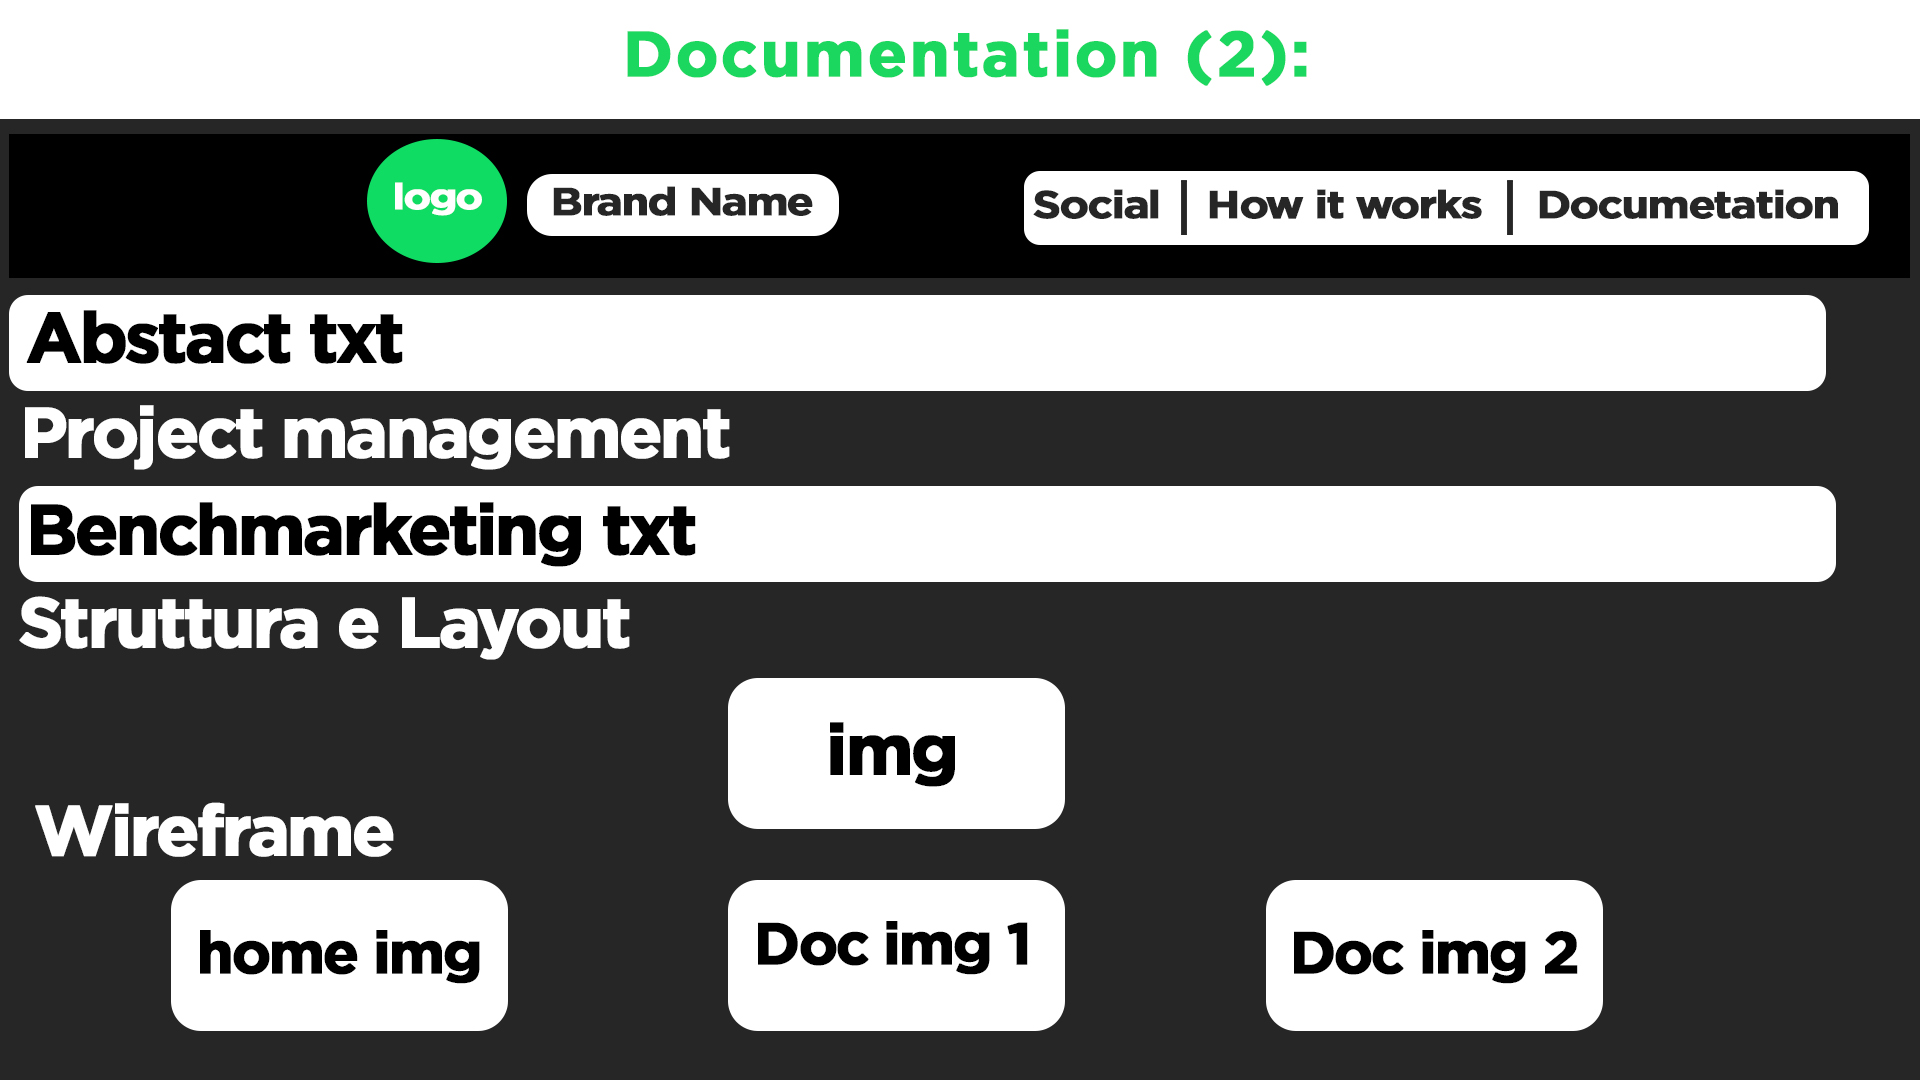 Documentation (2):
logo
Brand Name
Social | How it works | Documetation
Abstact txt
Project management
Benchmarketing txt
Struttura e Layout
img
Wireframe
home img
Doc img 1
Doc img 2